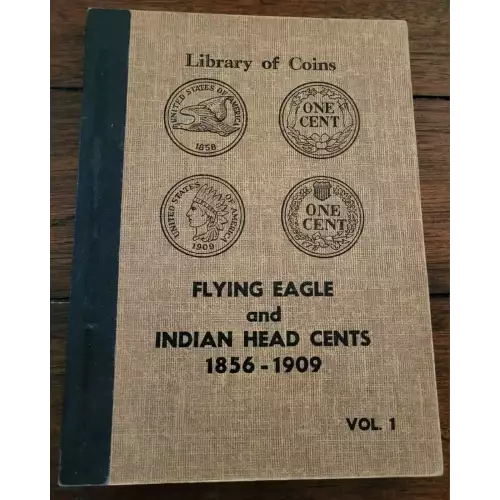 Library of Coins
UNITED STATES OF AMERICA
1858
ONE
CENT
UNITED STATES OF AMERICA
1909
ONE
CENT
FLYING EAGLE
and
INDIAN HEAD CENTS
1856 - 1909
VOL. 1